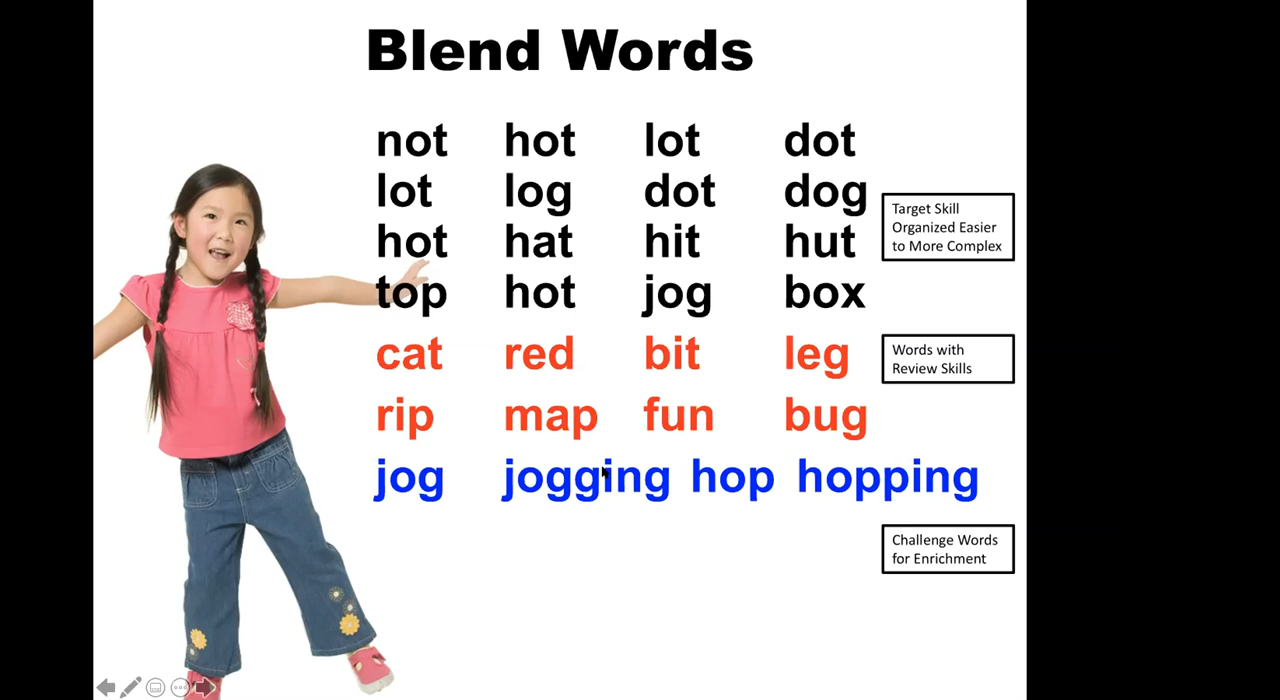 Blend Words
not hot lot dot
lot log dot dog
hot hat hit hut
top hot jog box
Target Skill
Organized Easier
to More Complex
cat red bit leg
rip map fun bug
Words with
Review Skills
jog jogging hop hopping
Challenge Words
for Enrichment